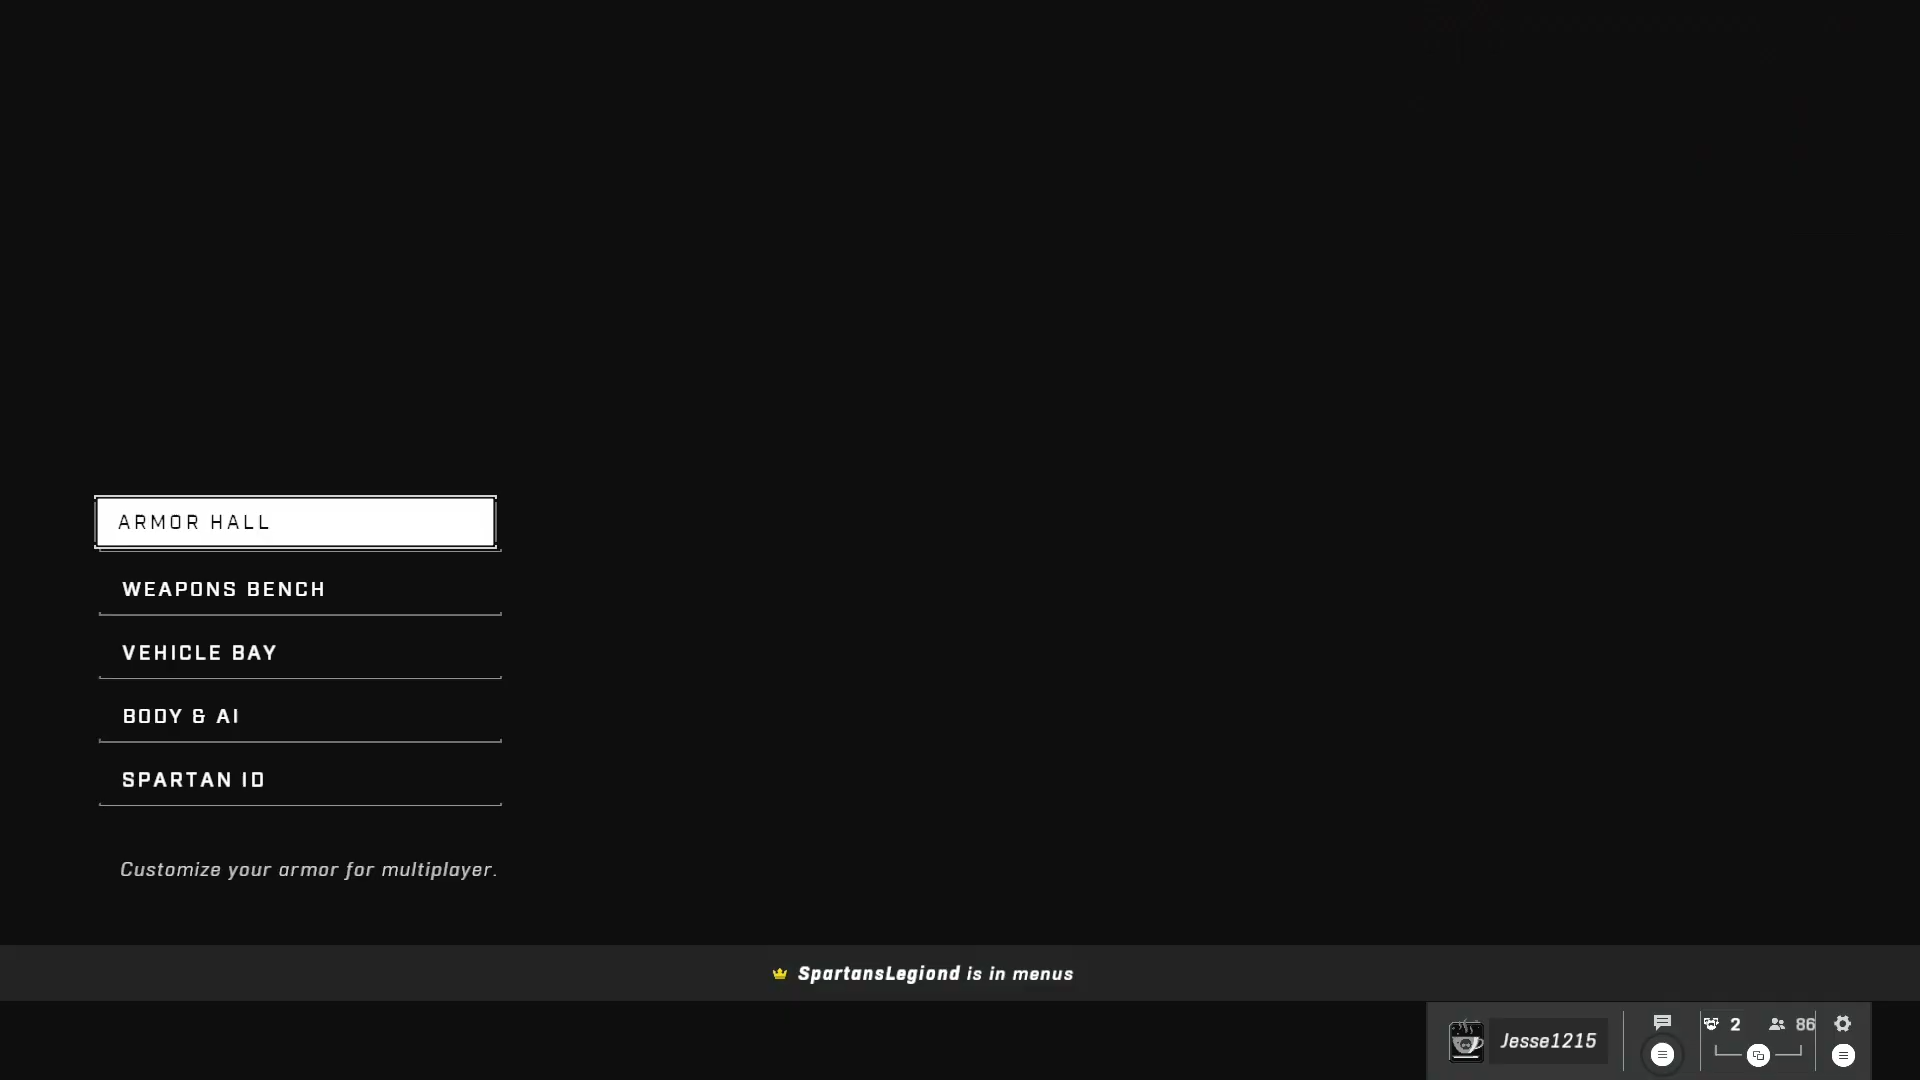 ARMOR HALL
WEAPONS BENCH
VEHICLE BAY
BODY & AI
SPARTAN ID
Customize your armor for multiplayer.
SpartansLegiond is in menus
Jesse1215
2
86